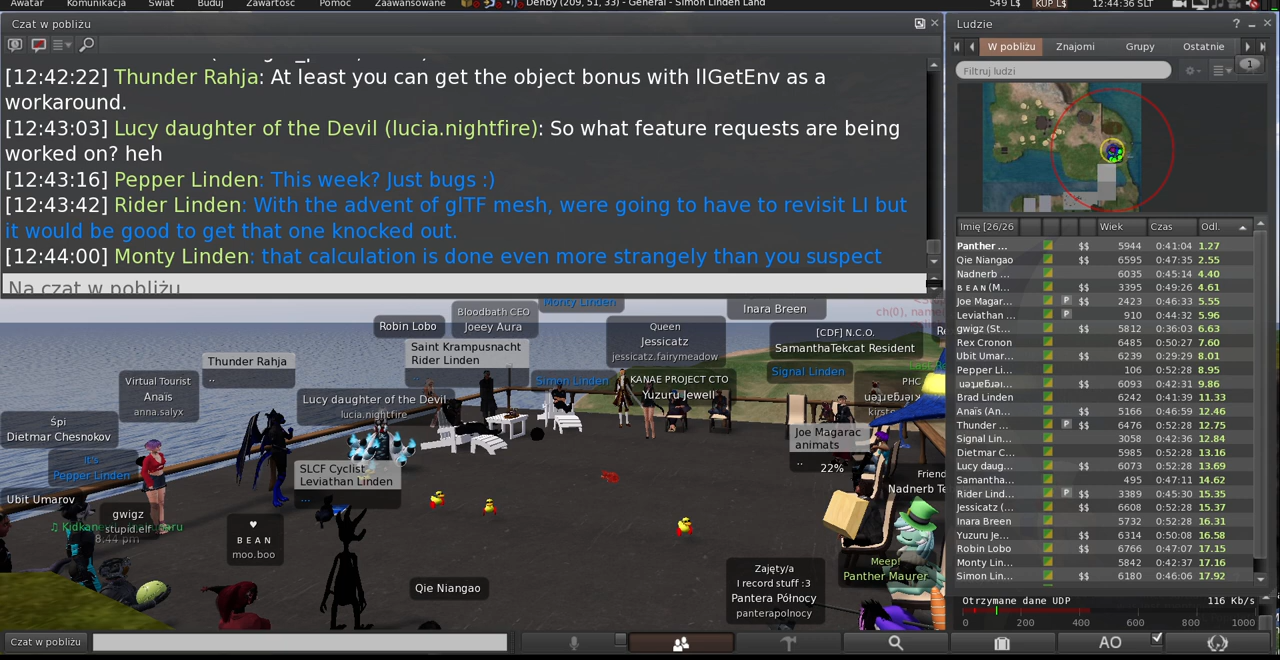 Awatar Komunikacja Świat Buduj Zawartość Pomoc Zaawansowane Denby (209, 51, 33) - General - Simon Linden Land 549 L$ KUP L$ 12:44:36 SLT
Czat w pobliżu
[12:42:22] Thunder Rahja: At least you can get the object bonus with llGetEnv as a
workaround.
[12:43:03] Lucy daughter of the Devil (lucia.nightfire): So what feature requests are being
worked on? heh
[12:43:16] Pepper Linden: This week? Just bugs :)
[12:43:42] Rider Linden: With the advent of glTF mesh, were going to have to revisit LI but
it would be good to get that one knocked out.
[12:44:00] Monty Linden: that calculation is done even more strangely than you suspect
Na czat w pobliżu
Monty Linden
Bloodbath CEO
Joeey Aura
Robin Lobo
Inara Breen
ch(0), name(
Queen
Jessicatz
jessicatz.fairymeadow
[CDF] N.C.O.
SamanthaTekcat Resident
Saint Krampusnacht
Rider Linden
Thunder Rahja
..
Signal Linden
Simon Linden
KANAE PROJECT CTO
Yuzuru Jewell
PHC
Virtual Tourist
Anais
anna.salyx
Lucy daughter of the Devil
lucia.nightfire
Śpi
Dietmar Chesnokov
It's
Pepper Linden
Joe Magarac
animats
..
22%
SLCF Cyclist
Leviathan Linden
...
Friend
Nadnerb Te
Ubit Umarov
gwigz
stupid.elf
8:44 pm
♥
B E A N
moo.boo
Qie Niangao
Meep!
Panther Maurer
Zajęty/a
I record stuff :3
Pantera Północy
panterapolnocy
Czat w pobliżu
AO
Ludzie
?
W pobliżu Znajomi Grupy Ostatnie
Filtruj ludzi
1
Imię [26/26 Wiek Czas Odl.
Panther ... $$ 5944 0:41:04 1.27
Qie Niangao $$ 6595 0:47:35 2.55
Nadnerb ... 6035 0:45:14 4.40
B E A N (M... $$ 3395 0:49:26 4.61
Joe Magar... P $$ 2423 0:46:33 5.55
Leviathan ... P 910 0:44:32 5.96
gwigz (St... $$ 5812 0:36:03 6.63
Rex Cronon 6485 0:50:27 7.60
Ubit Umar... $$ 6239 0:29:29 8.01
Pepper Li... 106 0:52:28 8.95
$$ 6093 0:42:31 9.86
Brad Linden 6242 0:41:39 11.33
Anaïs (An... $$ 5166 0:46:59 12.46
Thunder ... P $$ 6476 0:52:28 12.75
Signal Lin... 3058 0:42:36 12.84
Dietmar C... 5985 0:52:28 13.16
Lucy daug... $$ 6073 0:52:28 13.69
Samantha... 495 0:47:11 14.62
Rider Lind... P $$ 3389 0:45:30 15.35
Jessicatz (... $$ 6608 0:52:28 15.37
Inara Breen 5732 0:52:28 16.31
Yuzuru Je... $$ 6314 0:50:08 16.58
Robin Lobo $$ 6766 0:47:07 17.15
Monty Lin... 5842 0:42:37 17.16
Simon Lin... $$ 6180 0:46:06 17.92
Otrzymane dane UDP 116 Kb/s
0 200 400 600 800 1000